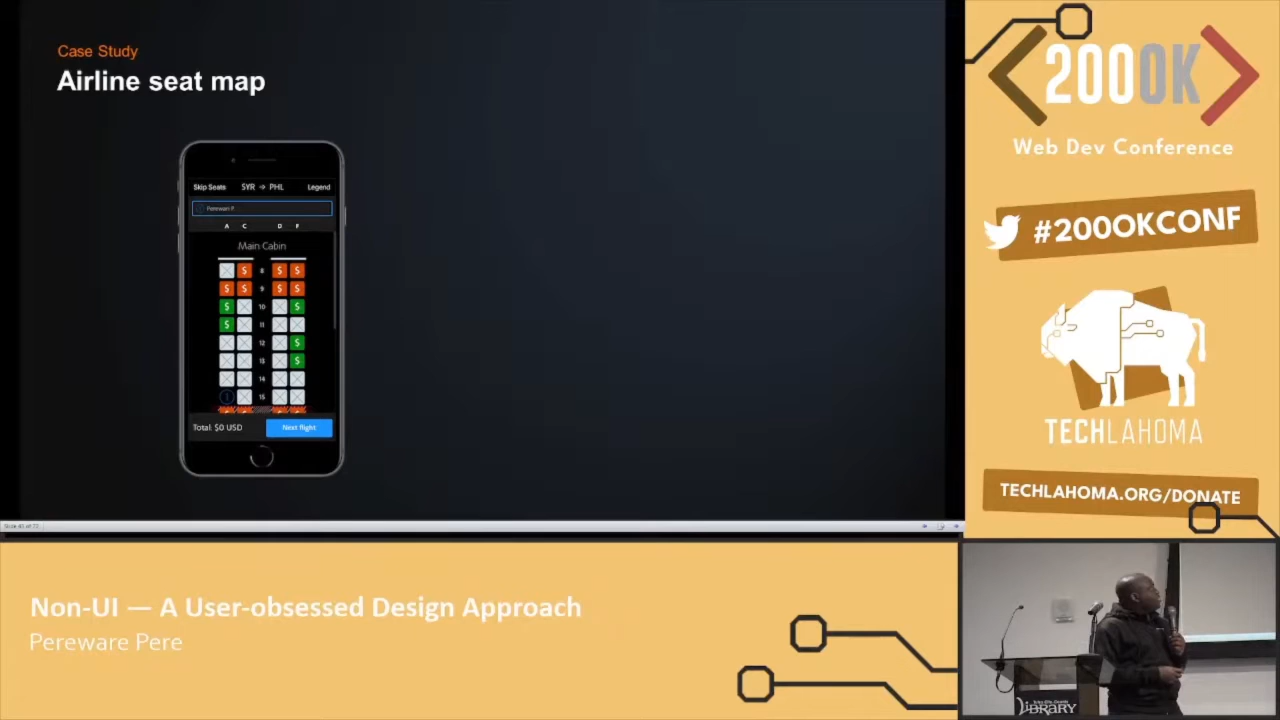 Case Study
Airline seat map
Skip Seats SYR → PHL Legend
Perewari P.
A C D F
Main Cabin
$ 8 $ $
$ $ 9 $ $
$ 10 $
$ 11
12 $
13 $
14
15
Total: $0 USD Next flight
<200OK>
Web Dev Conference
#200OKCONF
TECHLAHOMA
TECHLAHOMA.ORG/DONATE
Non-UI — A User-obsessed Design Approach
Pereware Pere
LIBRARY